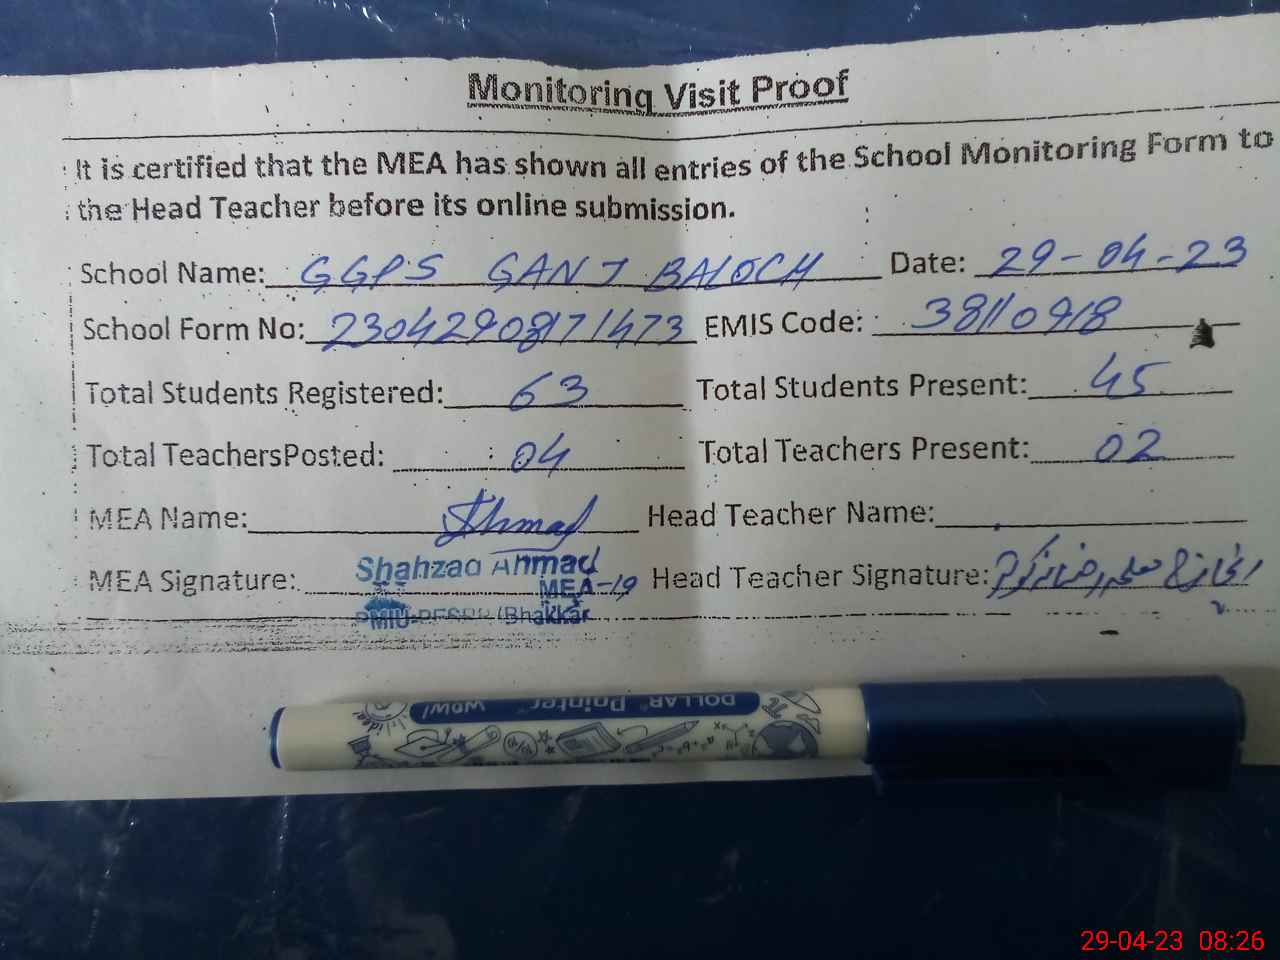 Monitoring Visit Proof
It is certified that the MEA has shown all entries of the School Monitoring Form to
the Head Teacher before its online submission.
School Name: GGPS GANJ BALOCH Date: 29-04-23
School Form No: 23042908171473 EMIS Code: 38110918
Total Students Registered: 63 Total Students Present: 45
Total TeachersPosted: 04 Total Teachers Present: 02
MEA Name: Ahmad Head Teacher Name:
MEA Signature: Shahzad Ahmad Head Teacher Signature:
MEA-19
PMIU-PESRP/Bhakkar
DOLLAR® Pointer WOW!
29-04-23 08:26